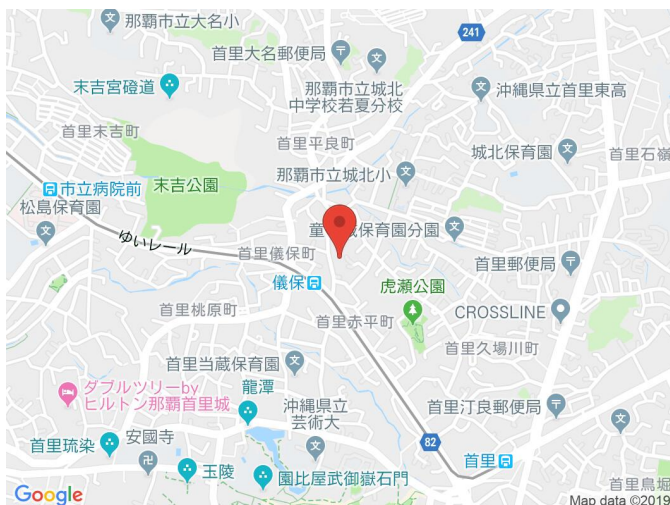 那覇市立大名小
241
首里大名郵便局
那覇市立城北
中学校若夏分校
末吉宮磴道
沖縄県立首里東高
首里末吉町
首里平良町
城北保育園
首里石嶺
那覇市立城北小
市立病院前
末吉公園
松島保育園
ゆいレール
童
保育園分園
首里儀保町
首里郵便局
儀保
虎瀬公園
首里桃原町
CROSSLINE
首里赤平町
首里久場川町
首里当蔵保育園
ダブルツリーby
ヒルトン那覇首里城
龍潭
沖縄県立
芸術大
首里汀良郵便局
首里琉染
安國寺
82
首里
玉陵
園比屋武御嶽石門
首里鳥堀
Google
Map data ©2019